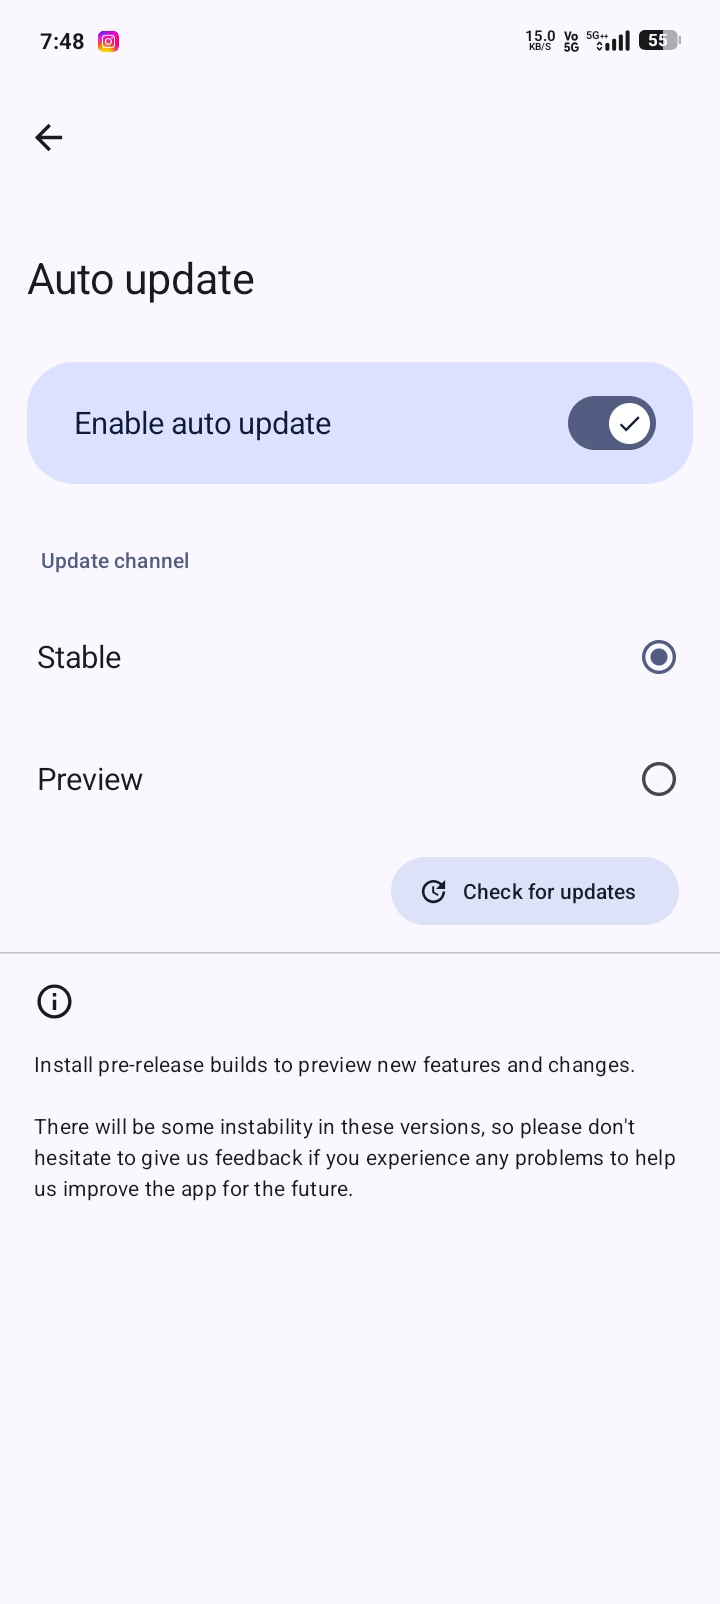 7:48
15.0 KB/S Vo 5G 5G++ 55
Auto update
Enable auto update
Update channel
Stable
Preview
Check for updates
Install pre-release builds to preview new features and changes.
There will be some instability in these versions, so please don't
hesitate to give us feedback if you experience any problems to help
us improve the app for the future.